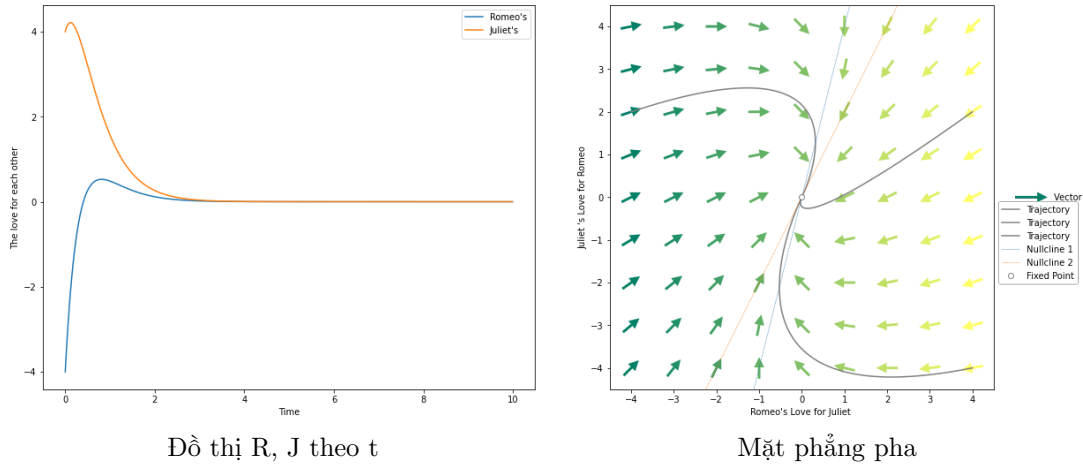 The love for each other
4
2
0
−2
−4
0
2
4
6
8
10
Time
Romeo's
Juliet's
Đồ thị R, J theo t
Juliet 's Love for Romeo
4
3
2
1
0
−1
−2
−3
−4
−4
−3
−2
−1
0
1
2
3
4
Romeo's Love for Juliet
Vector
Trajectory
Trajectory
Trajectory
Nullcline 1
Nullcline 2
Fixed Point
Mặt phẳng pha